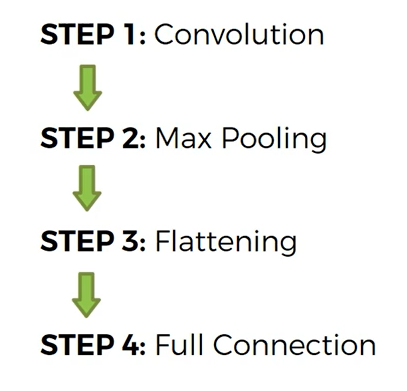 STEP 1: Convolution
STEP 2: Max Pooling
STEP 3: Flattening
STEP 4: Full Connection